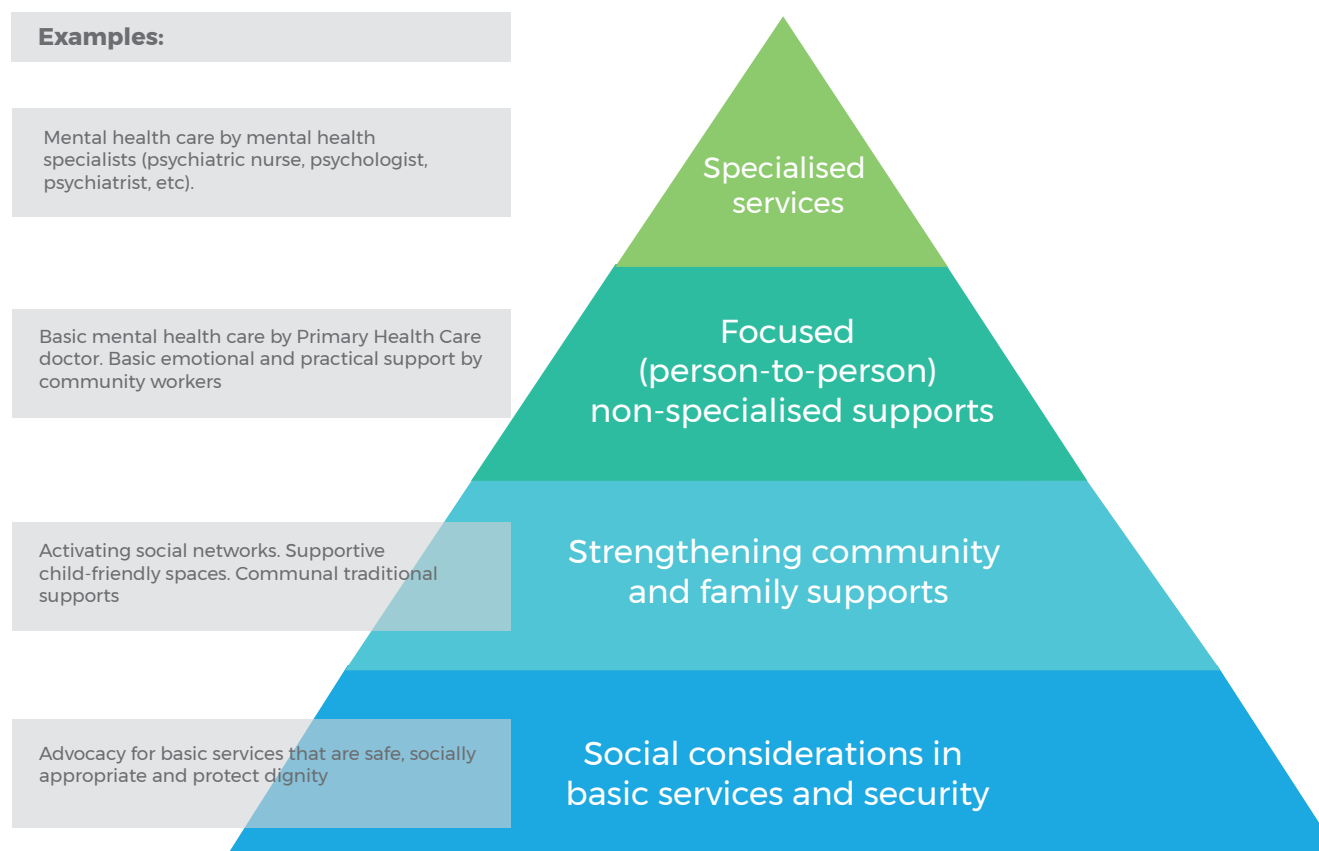 Examples:
Mental health care by mental health
specialists (psychiatric nurse, psychologist,
psychiatrist, etc).
Specialised
services
Basic mental health care by Primary Health Care
doctor. Basic emotional and practical support by
community workers
Focused
(person-to-person)
non-specialised supports
Activating social networks. Supportive
child-friendly spaces. Communal traditional
supports
Strengthening community
and family supports
Advocacy for basic services that are safe, socially
appropriate and protect dignity
Social considerations in
basic services and security